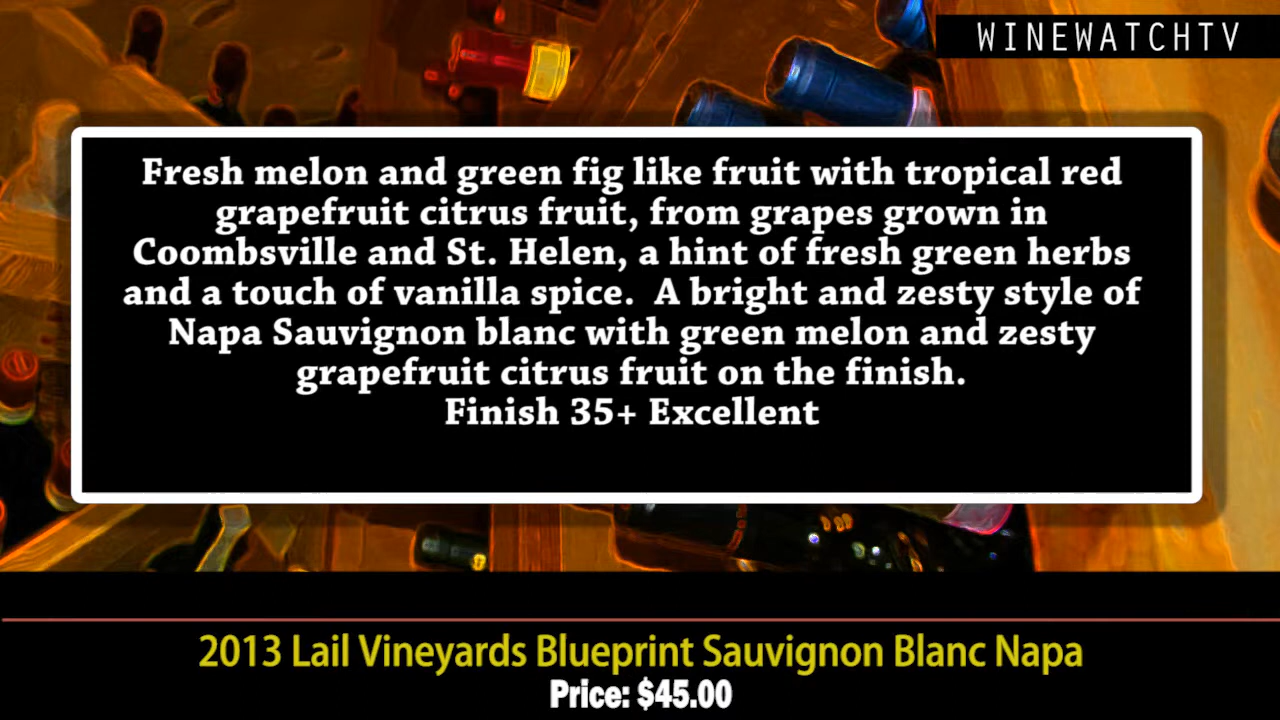 WINEWATCHTV
Fresh melon and green fig like fruit with tropical red
grapefruit citrus fruit, from grapes grown in
Coombsville and St. Helen, a hint of fresh green herbs
and a touch of vanilla spice.  A bright and zesty style of
Napa Sauvignon blanc with green melon and zesty
grapefruit citrus fruit on the finish.
Finish 35+ Excellent
2013 Lail Vineyards Blueprint Sauvignon Blanc Napa
Price: $45.00